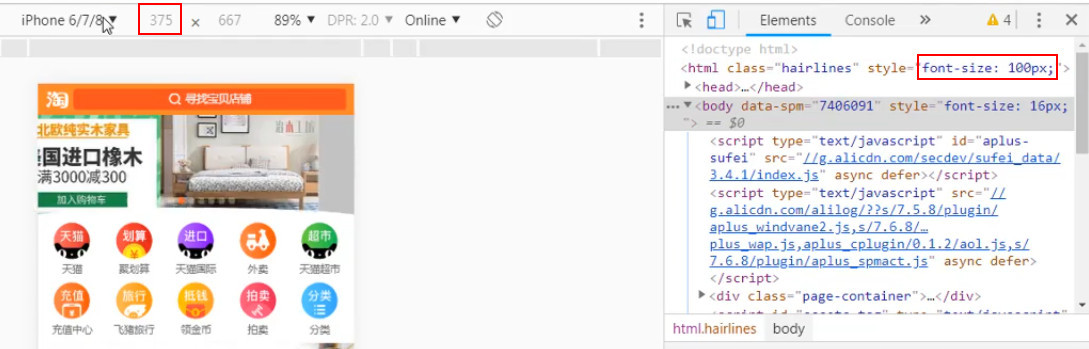 iPhone 6/7/8 ▼ 375 × 667 89% ▼ DPR: 2.0 ▼ Online ▼
Elements Console » 4
<!doctype html>
<html class="hairlines" style="font-size: 100px;">
<head>…</head>
<body data-spm="7406091" style="font-size: 16px;
"> == $0
<script type="text/javascript" id="aplus-
sufei" src="//g.alicdn.com/secdev/sufei_data/
3.4.1/index.js" async defer></script>
<script type="text/javascript" src="//
g.alicdn.com/alilog/??s/7.5.8/plugin/
aplus_windvane2.js,s/7.6.8/…
plus_wap.js,aplus_cplugin/0.1.2/aol.js,s/
7.6.8/plugin/aplus_spmact.js" async defer>
</script>
<div class="page-container">…</div>
html.hairlines body
淘 寻找宝贝店铺
北欧纯实木家具
国进口橡木
满3000减300
加入购物车
天猫 划算 进口 超市
天猫 聚划算 天猫国际 外卖 天猫超市
充值 旅行 抵钱 拍卖 分类
充值中心 飞猪旅行 领金币 拍卖 分类